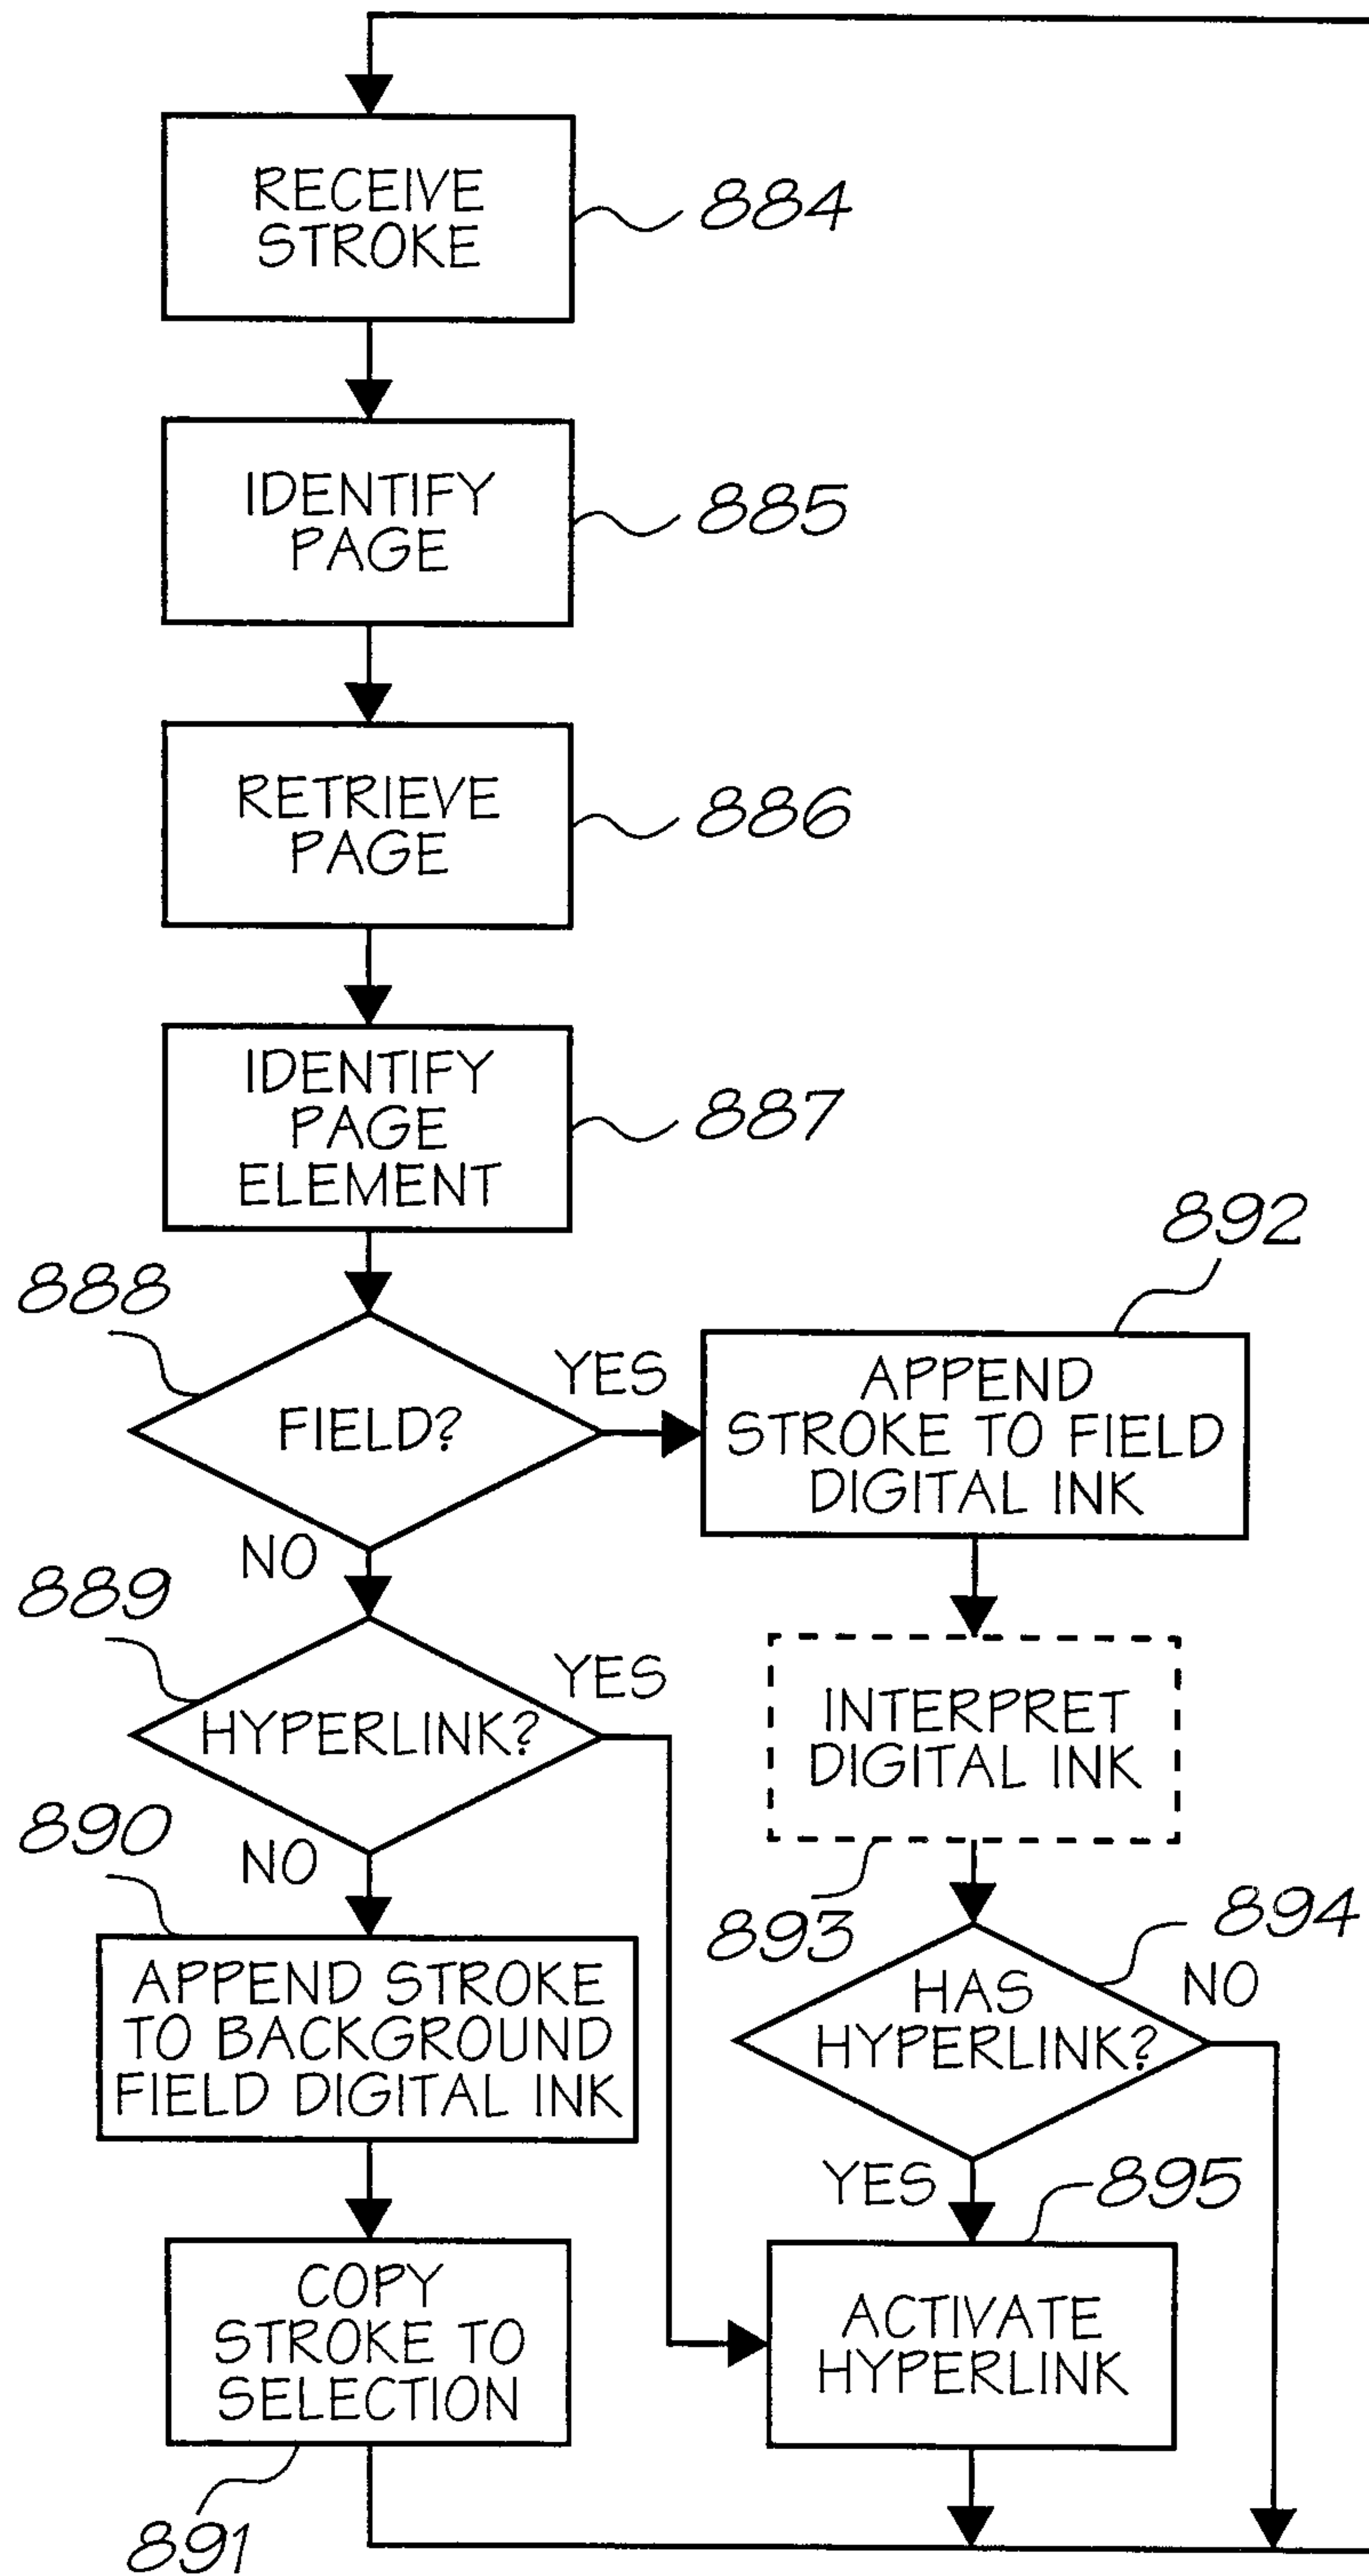 RECEIVE
STROKE
884
IDENTIFY
PAGE
885
RETRIEVE
PAGE
886
IDENTIFY
PAGE
ELEMENT
887
888
FIELD?
YES
NO
892
APPEND
STROKE TO FIELD
DIGITAL INK
889
HYPERLINK?
YES
NO
INTERPRET
DIGITAL INK
893
890
APPEND STROKE
TO BACKGROUND
FIELD DIGITAL INK
894
HAS
HYPERLINK?
NO
YES
895
COPY
STROKE TO
SELECTION
891
ACTIVATE
HYPERLINK